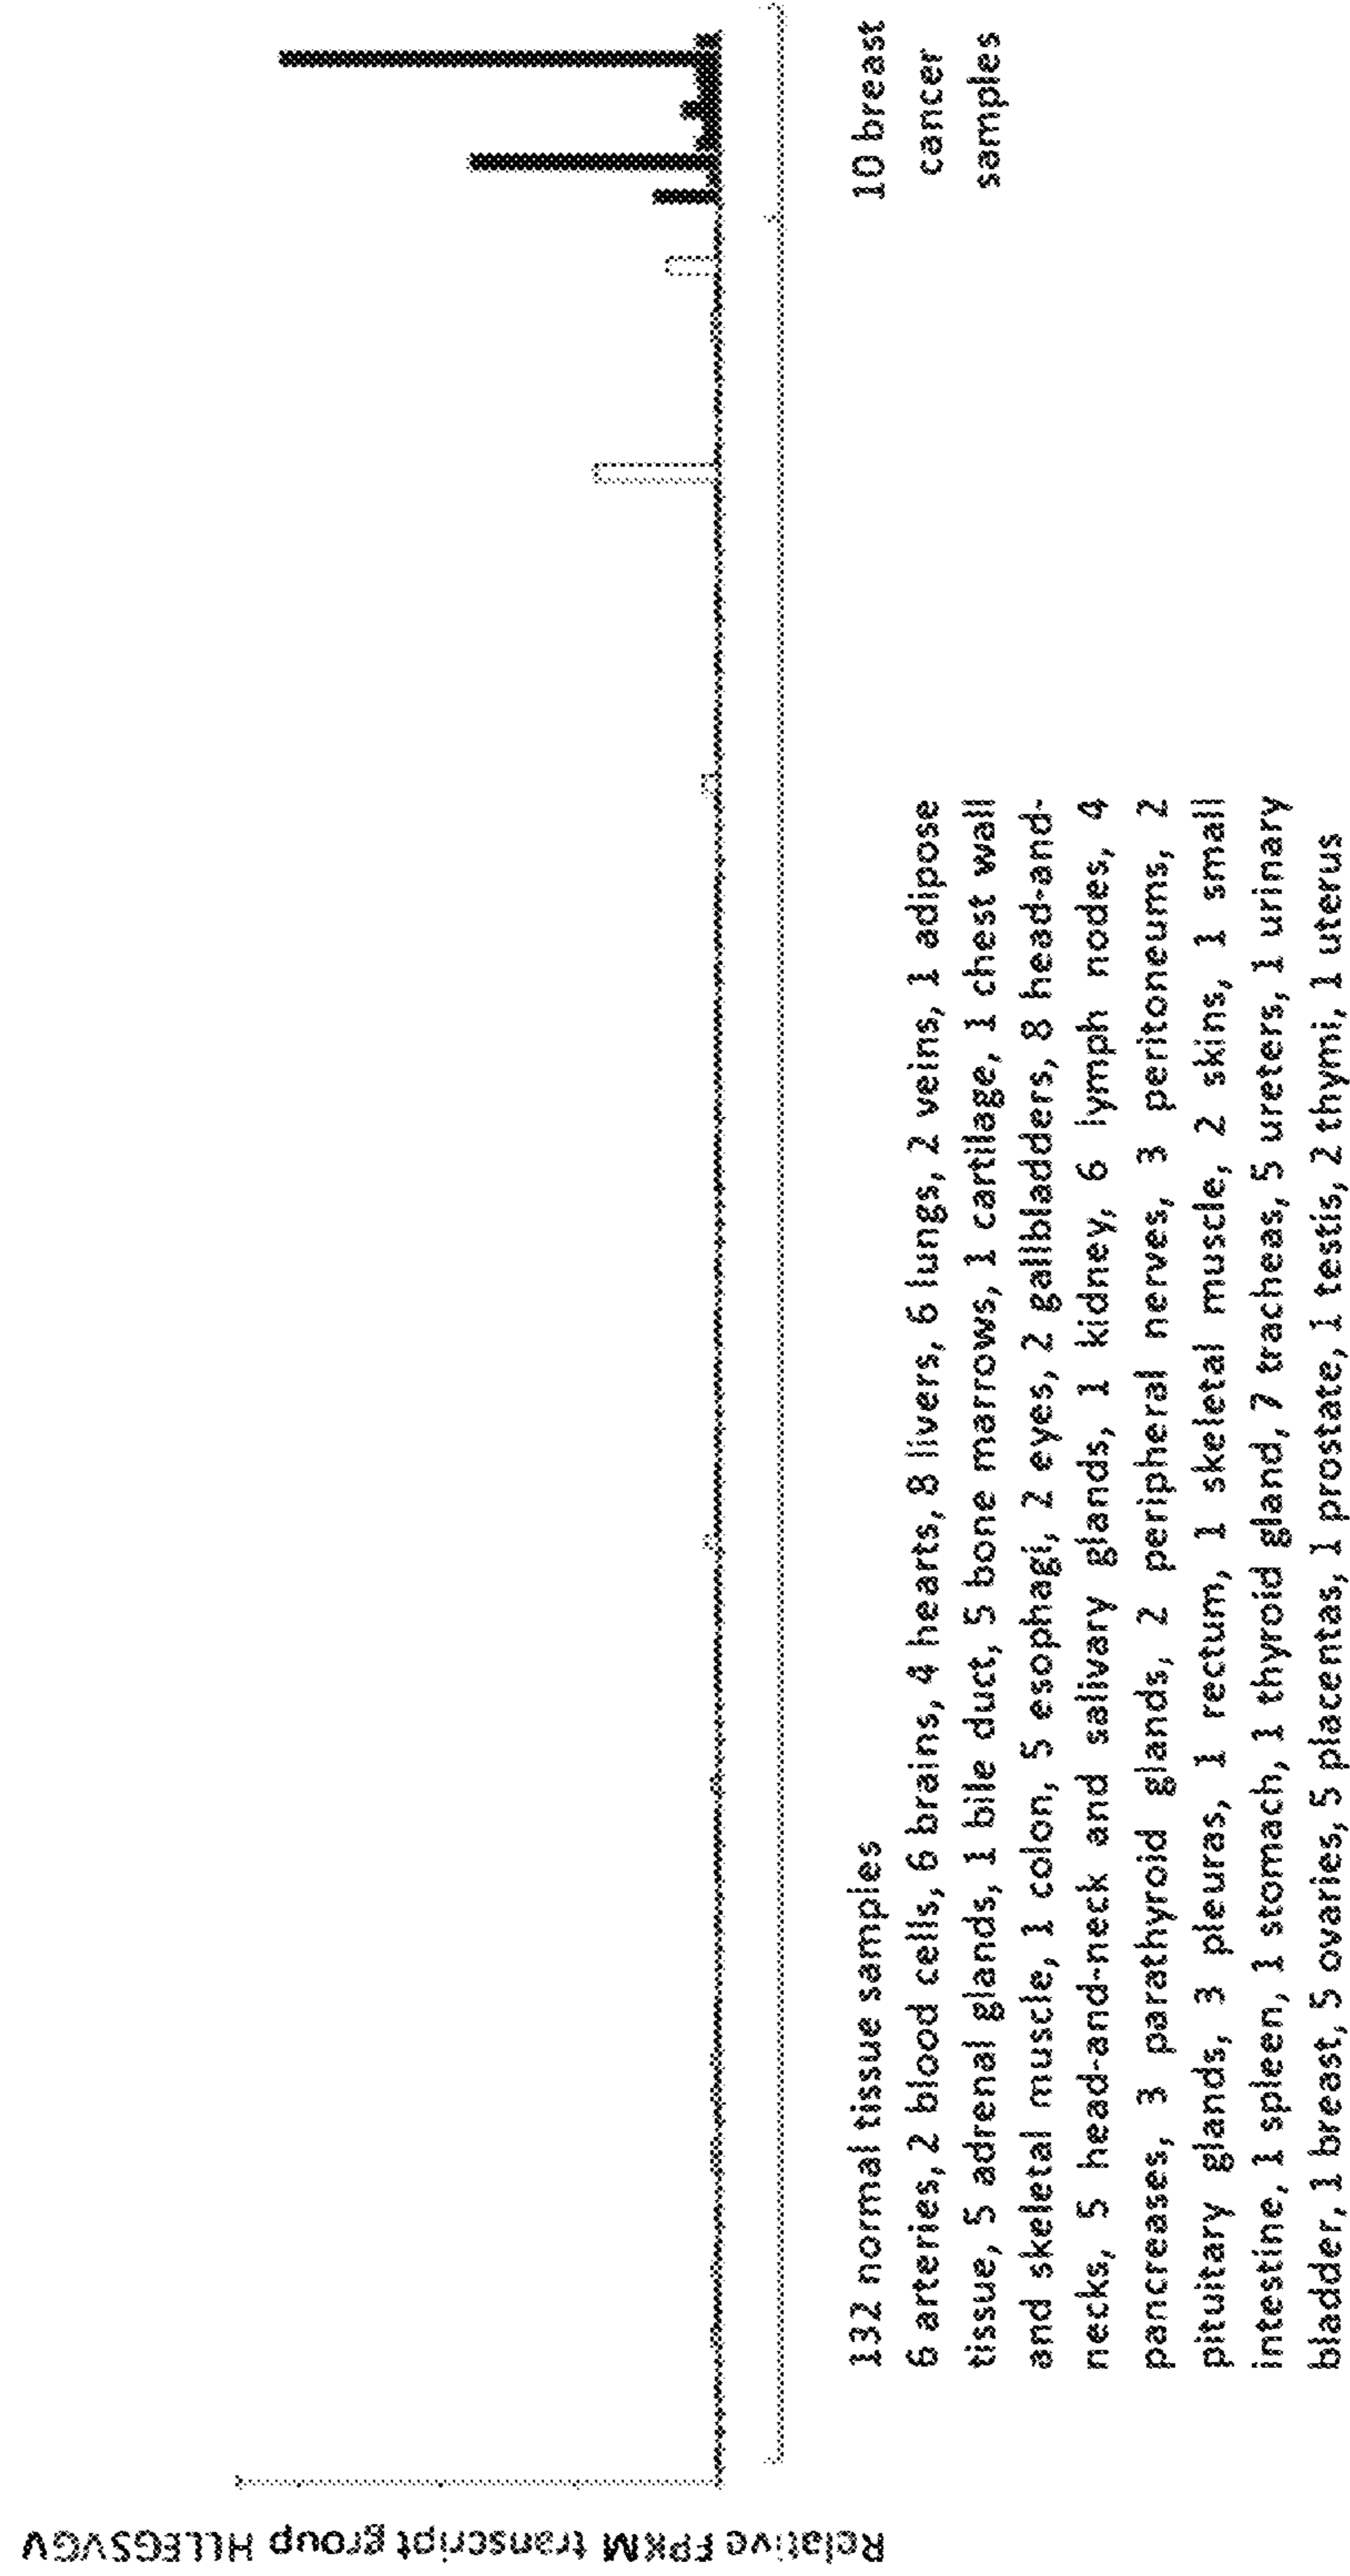 Relative FPKM transcript group HLLEGSVGV
132 normal tissue samples
6 arteries, 2 blood cells, 6 brains, 4 hearts, 8 livers, 6 lungs, 2 veins, 1 adipose
tissue, 5 adrenal glands, 1 bile duct, 5 bone marrows, 1 cartilage, 1 chest wall
and skeletal muscle, 1 colon, 5 esophagi, 2 eyes, 2 gallbladders, 8 head-and-
necks, 5 head-and-neck and salivary glands, 1 kidney, 6 lymph nodes, 4
pancreases, 3 parathyroid glands, 2 peripheral nerves, 3 peritoneums, 2
pituitary glands, 3 pleuras, 1 rectum, 1 skeletal muscle, 2 skins, 1 small
intestine, 1 spleen, 1 stomach, 1 thyroid gland, 7 tracheas, 5 ureters, 1 urinary
bladder, 1 breast, 5 ovaries, 5 placentas, 1 prostate, 1 testis, 2 thymi, 1 uterus
10 breast
cancer
samples